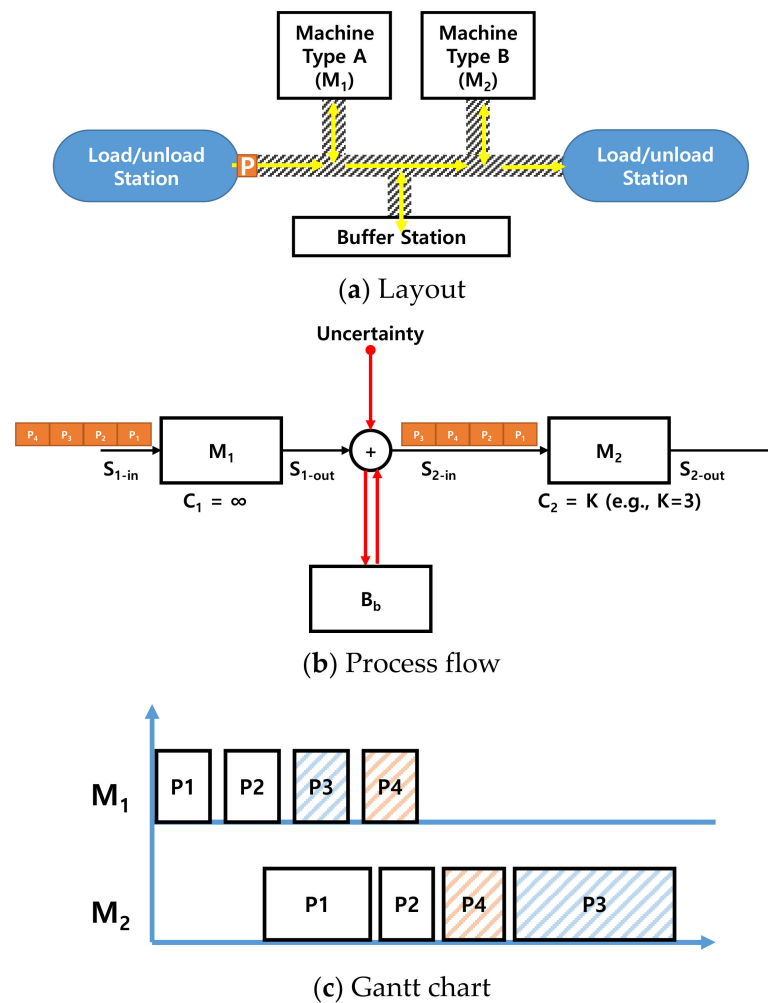 Machine
Type A
(M1)
Machine
Type B
(M2)
Load/unload
Station
P
Load/unload
Station
Buffer Station
(a) Layout
Uncertainty
P4 P3 P2 P1
M1
+
P3 P4 P2 P1
M2
S1-in
S1-out
S2-in
S2-out
C1 = ∞
C2 = K (e.g., K=3)
Bb
(b) Process flow
M1
P1 P2 P3 P4
M2
P1 P2 P4 P3
(c) Gantt chart